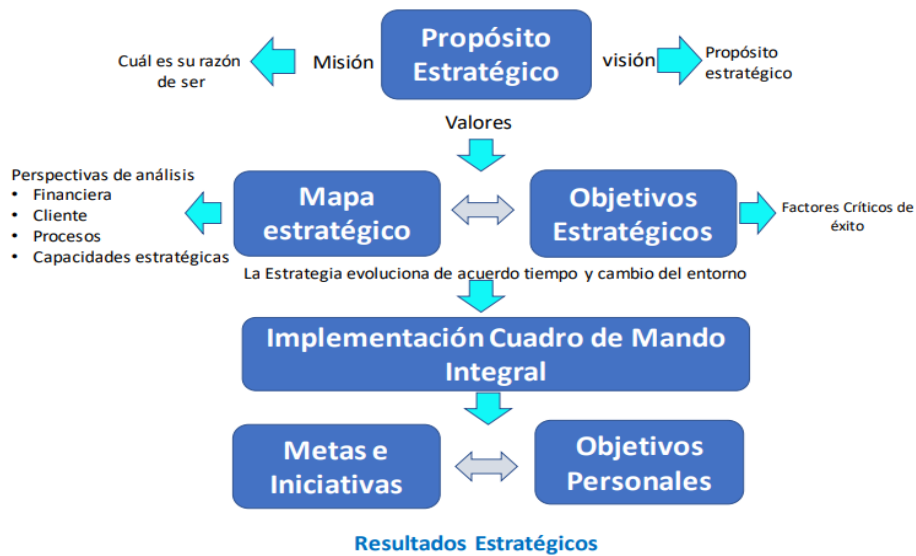 Propósito
Estratégico
Cuál es su razón
de ser
Misión
visión
Propósito
estratégico
Valores
Perspectivas de análisis
• Financiera
• Cliente
• Procesos
• Capacidades estratégicas
Mapa
estratégico
Objetivos
Estratégicos
Factores Críticos de
éxito
La Estrategia evoluciona de acuerdo tiempo y cambio del entorno
Implementación Cuadro de Mando
Integral
Metas e
Iniciativas
Objetivos
Personales
Resultados Estratégicos